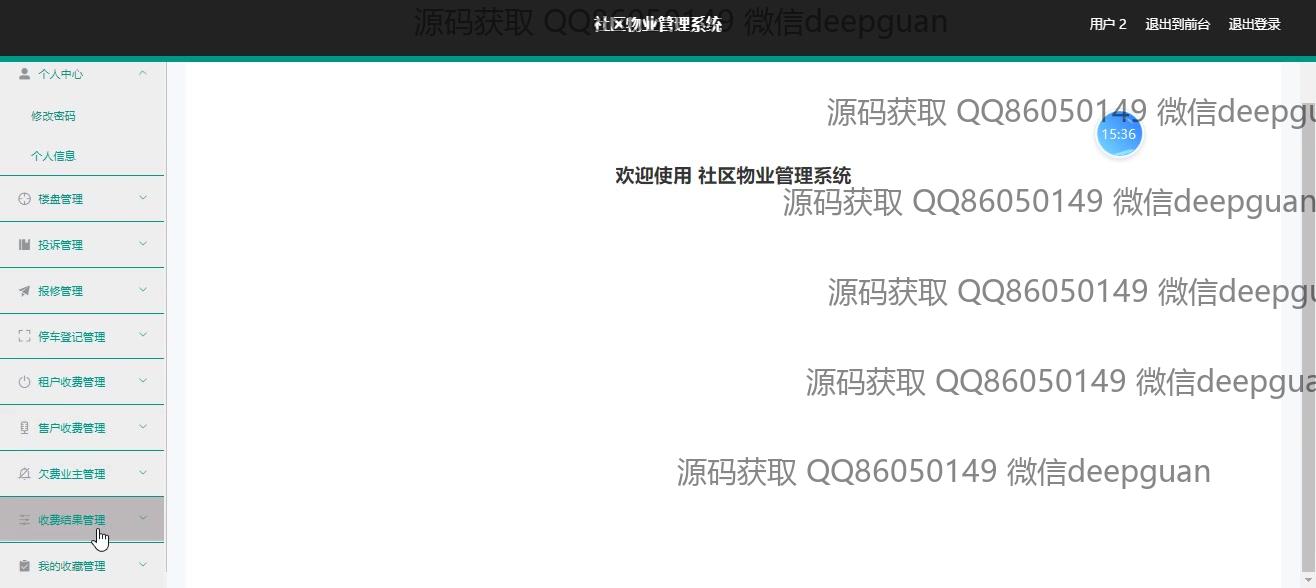 源码获取 QQ86050149 微信deepguan
社区物业管理系统
用户 2 退出到前台 退出登录
个人中心
修改密码
个人信息
楼盘管理
投诉管理
报修管理
停车登记管理
租户收费管理
售户收费管理
欠费业主管理
收费结果管理
我的收藏管理
源码获取 QQ86050149 微信deepgu
15:36
欢迎使用 社区物业管理系统
源码获取 QQ86050149 微信deepguan
源码获取 QQ86050149 微信deepgu
源码获取 QQ86050149 微信deepgua
源码获取 QQ86050149 微信deepguan